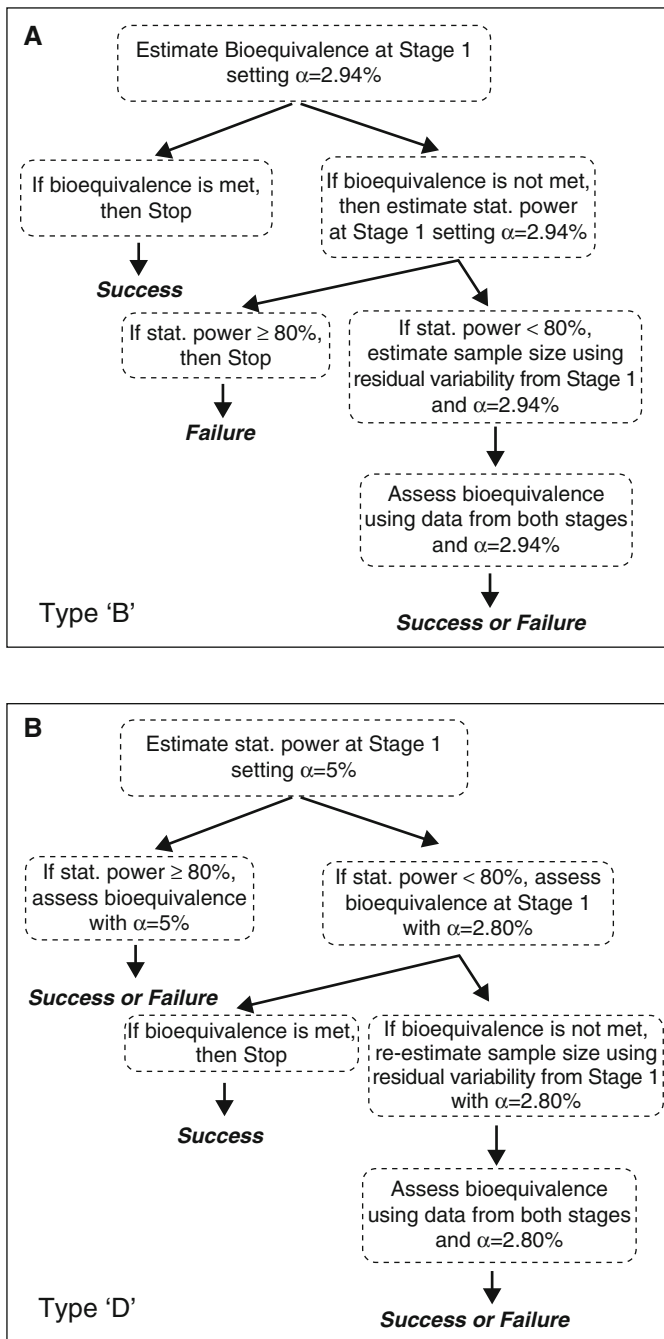 A
Estimate Bioequivalence at Stage 1
setting α=2.94%
If bioequivalence is met,
then Stop
If bioequivalence is not met,
then estimate stat. power
at Stage 1 setting α=2.94%
Success
If stat. power ≥ 80%,
then Stop
If stat. power < 80%,
estimate sample size using
residual variability from Stage 1
and α=2.94%
Failure
Assess bioequivalence
using data from both stages
and α=2.94%
Type ‘B’
Success or Failure
B
Estimate stat. power at Stage 1
setting α=5%
If stat. power ≥ 80%,
assess bioequivalence
with α=5%
If stat. power < 80%, assess
bioequivalence at Stage 1
with α=2.80%
Success or Failure
If bioequivalence is met,
then Stop
If bioequivalence is not met,
re-estimate sample size using
residual variability from Stage 1
with α=2.80%
Success
Assess bioequivalence
using data from both stages
and α=2.80%
Type ‘D’
Success or Failure